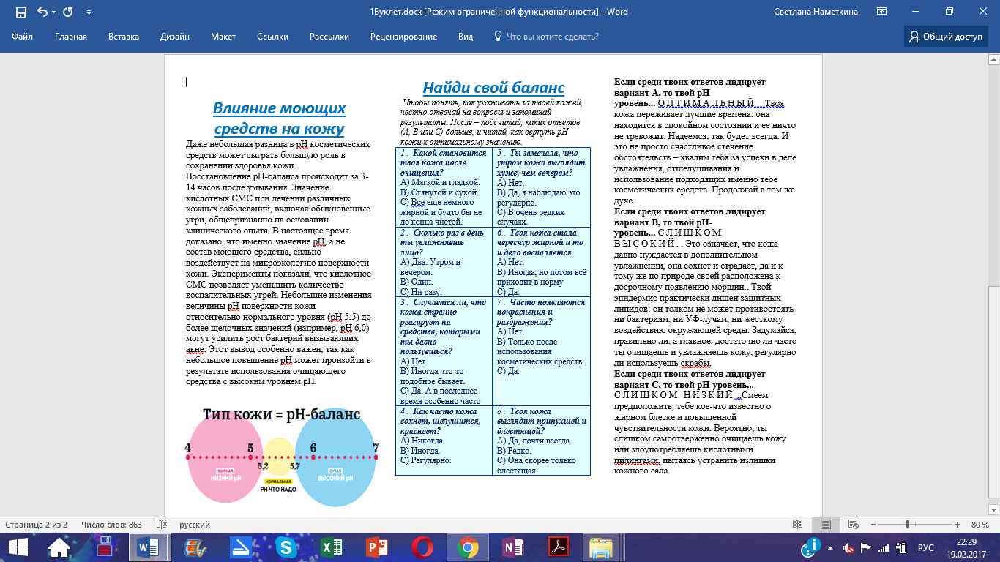 1Буклет.docx [Режим ограниченной функциональности] - Word
Светлана Наметкина
Файл
Главная
Вставка
Дизайн
Макет
Ссылки
Рассылки
Рецензирование
Вид
Что вы хотите сделать?
Общий доступ
Влияние моющих
средств на кожу
Даже небольшая разница в pH косметических
средств может сыграть большую роль в
сохранении здоровья кожи.
Восстановление pH-баланса происходит за 3-
14 часов после умывания. Значение
кислотных СМС при лечении различных
кожных заболеваний, включая обыкновенные
угри, общепризнанно на основании
клинического опыта. В настоящее время
доказано, что именно значение pH, а не
состав моющего средства, сильно
воздействует на микроэкологию поверхности
кожи. Эксперименты показали, что кислотное
СМС позволяет уменьшить количество
воспалительных угрей. Небольшие изменения
величины pH поверхности кожи
относительно нормального уровня (pH 5,5) до
более щелочных значений (например, pH 6,0)
могут усилить рост бактерий вызывающих
акне. Этот вывод особенно важен, так как
небольшое повышение pH может произойти в
результате использования очищающего
средства с высоким уровнем pH.
Тип кожи = pH-баланс
4
5
6
7
5,2
5,7
ЖИРНАЯ
НИЗКИЙ pH
НОРМАЛЬНАЯ
PH ЧТО НАДО
СУХАЯ
ВЫСОКИЙ pH
Найди свой баланс
Чтобы понять, как ухаживать за твоей кожей,
честно отвечай на вопросы и запоминай
результаты. После – подсчитай, каких ответов
(А, В или С) больше, и читай, как вернуть pH
кожи к оптимальному значению.
1 . Какой становится
твоя кожа после
очищения?
А) Мягкой и гладкой.
В) Стянутой и сухой.
С) Все еще немного
жирной и будто бы не
до конца чистой.
5 . Ты замечала, что
утром кожа выглядит
хуже, чем вечером?
А) Нет.
В) Да, я наблюдаю это
регулярно.
С) В очень редких
случаях.
2 . Сколько раз в день
ты увлажняешь
лицо?
А) Два. Утром и
вечером.
В) Один.
С) Ни разу.
6 . Твоя кожа стала
чересчур жирной и то
и дело воспаляется.
А) Нет.
В) Иногда, но потом всё
приходит в норму
С) Да.
3 . Случается ли, что
кожа странно
реагирует на
средства, которыми
ты давно
пользуешься?
А) Нет
В) Иногда что-то
подобное бывает.
С) Да. А в последнее
время особенно часто
7 . Часто появляются
покраснения и
раздражения?
А) Нет.
В) Только после
использования
косметических средств.
С) Да.
4 . Как часто кожа
сохнет, шелушится,
краснеет?
А) Никогда.
В) Иногда.
С) Регулярно.
8 . Твоя кожа
выглядит припухшей и
блестящей?
А) Да, почти всегда.
В) Редко.
С) Она скорее только
блестящая.
Если среди твоих ответов лидирует
вариант А, то твой pH-
уровень... О П Т И М А Л Ь Н Ы Й . Твоя
кожа переживает лучшие времена: она
находится в спокойном состоянии и ее ничто
не тревожит. Надеемся, так будет всегда. И
это не просто счастливое стечение
обстоятельств – хвалим тебя за успехи в деле
увлажнения, отшелушивания и
использование подходящих именно тебе
косметических средств. Продолжай в том же
духе.
Если среди твоих ответов лидирует
вариант В, то твой pH-
уровень... С Л И Ш К О М
В Ы С О К И Й . . Это означает, что кожа
давно нуждается в дополнительном
увлажнении, она сохнет и страдает, да и к
тому же по природе своей расположена к
досрочному появлению морщин.. Твой
эпидермис практически лишен защитных
липидов: он толком не может противостоять
ни бактериям, ни УФ-лучам, ни жесткому
воздействию окружающей среды. Задумайся,
правильно ли, а главное, достаточно ли часто
ты очищаешь и увлажняешь кожу, регулярно
ли используешь скрабы.
Если среди твоих ответов лидирует
вариант С, то твой pH-уровень....
С Л И Ш К О М Н И З К И Й . Смеем
предположить, тебе кое-что известно о
жирном блеске и повышенной
чувствительности кожи. Вероятно, ты
слишком самоотверженно очищаешь кожу
или злоупотребляешь кислотными
пилингами, пытаясь устранить излишки
кожного сала.
Страница 2 из 2
Число слов: 863
русский
80 %
РУС
22:29
19.02.2017